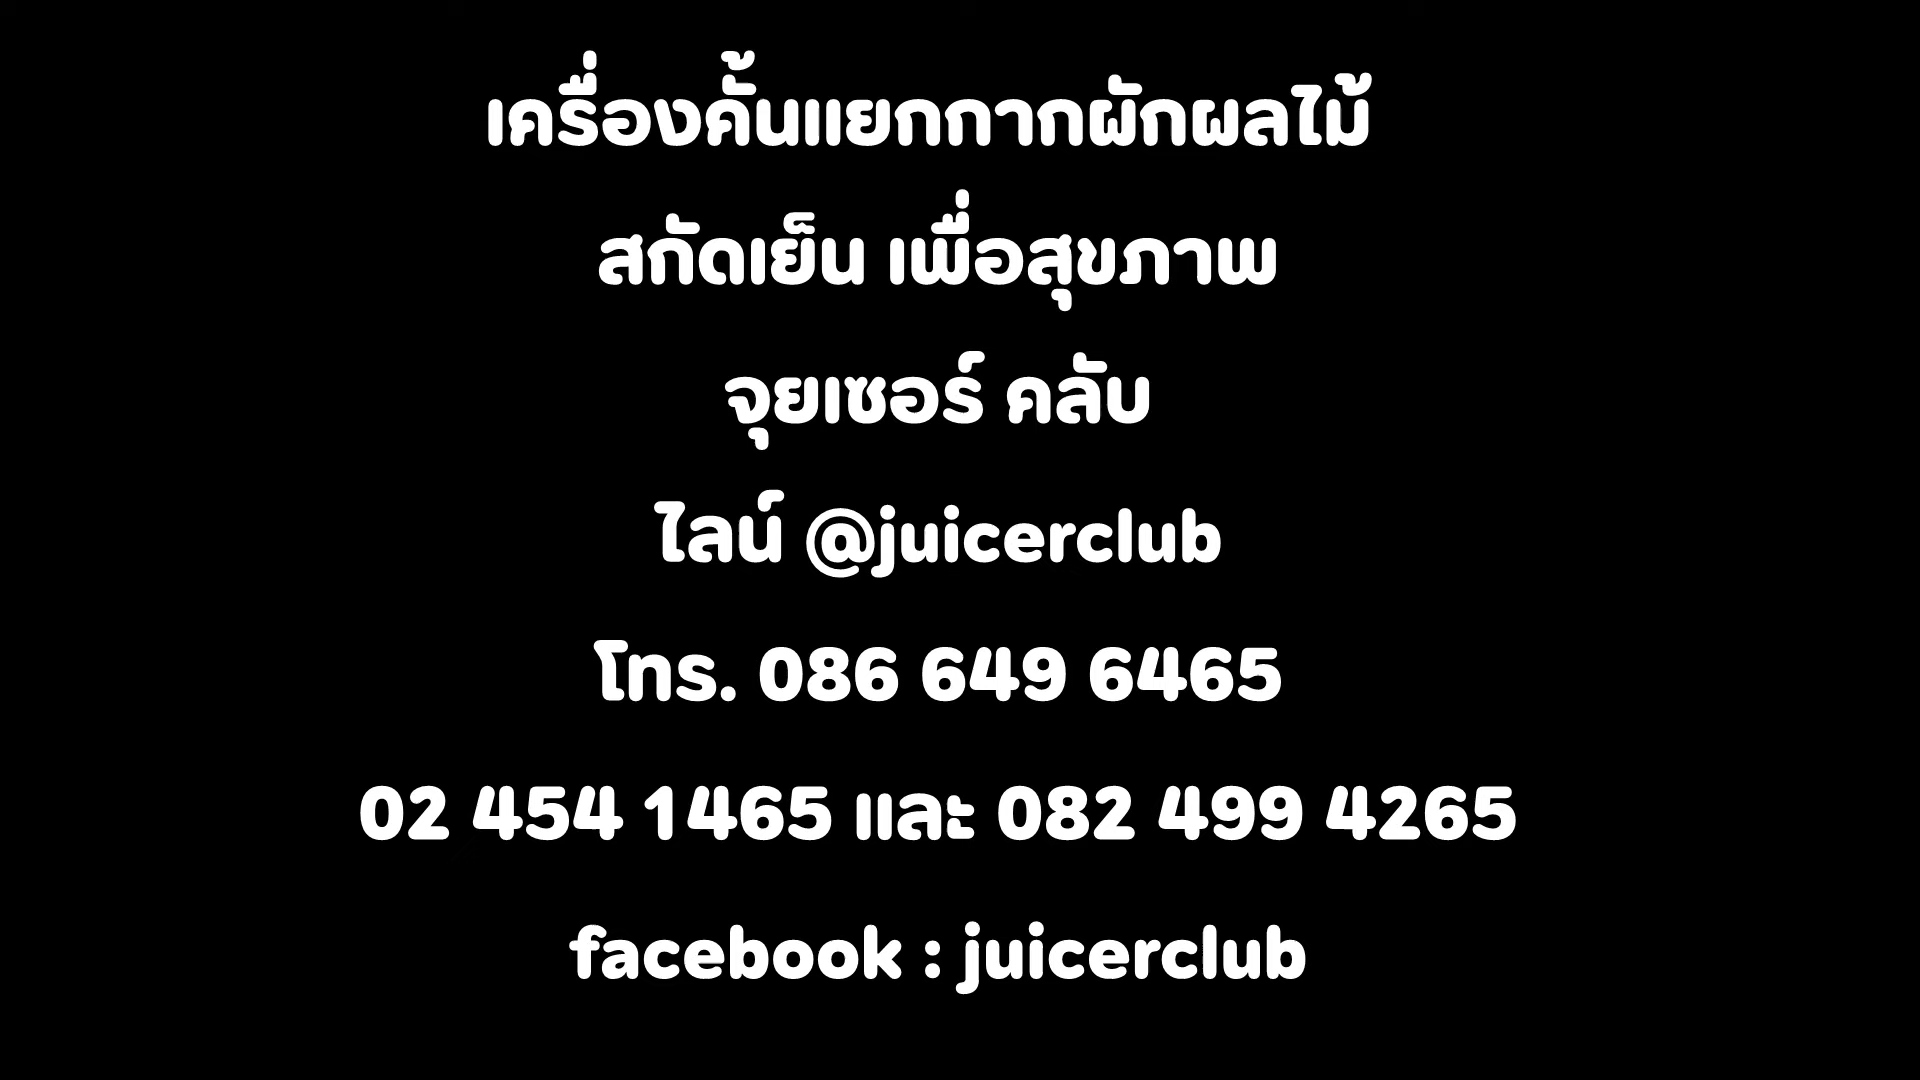 เครื่องคั้นแยกกากผักผลไม้
สกัดเย็น เพื่อสุขภาพ
จุยเซอร์ คลับ
ไลน์ @juicerclub
โทร. 086 649 6465
02 454 1465 และ 082 499 4265
facebook : juicerclub